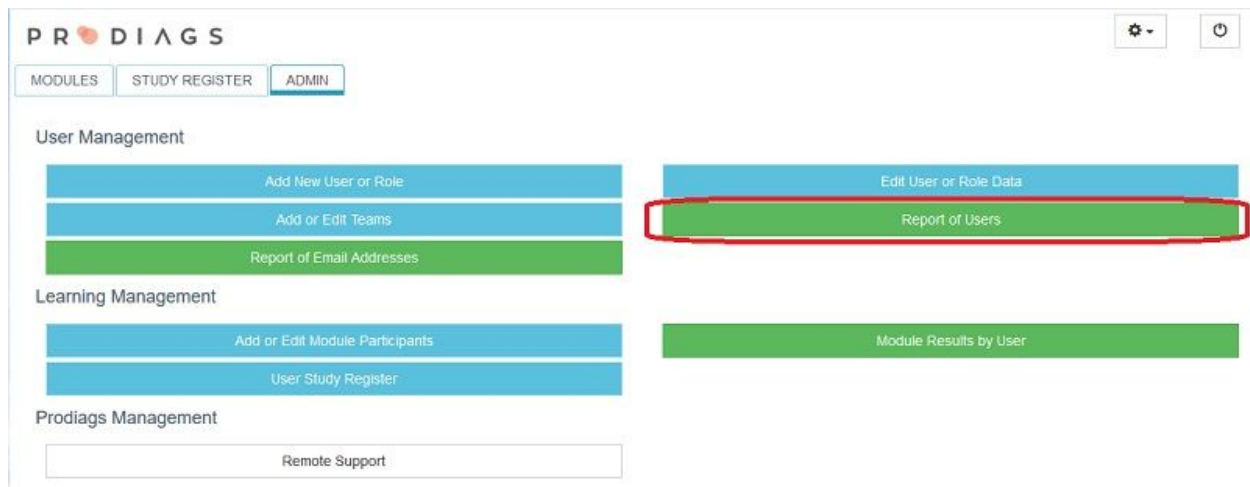 PRODIAGS
MODULES STUDY REGISTER ADMIN
User Management
Add New User or Role Edit User or Role Data
Add or Edit Teams Report of Users
Report of Email Addresses
Learning Management
Add or Edit Module Participants Module Results by User
User Study Register
Prodiags Management
Remote Support